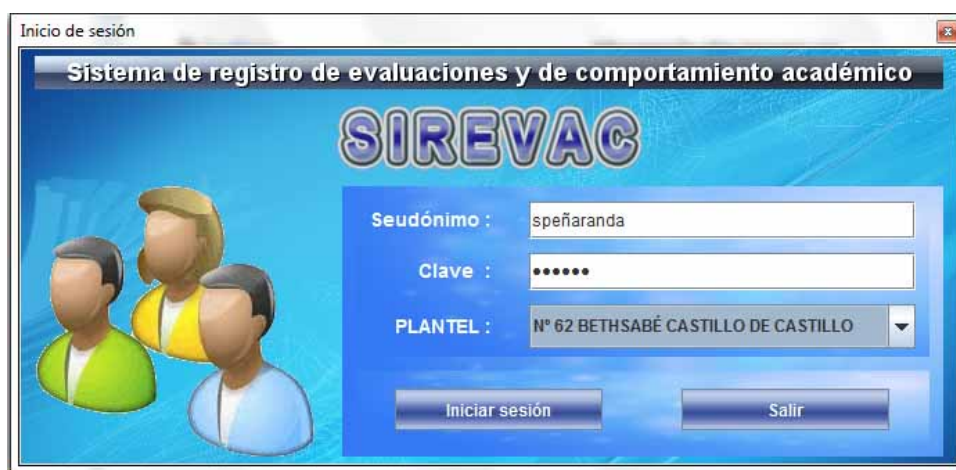 Inicio de sesión
Sistema de registro de evaluaciones y de comportamiento académico
SIREVAC
Seudónimo : speñaranda
Clave : ••••••
PLANTEL : N° 62 BETHSABÉ CASTILLO DE CASTILLO
Iniciar sesión Salir